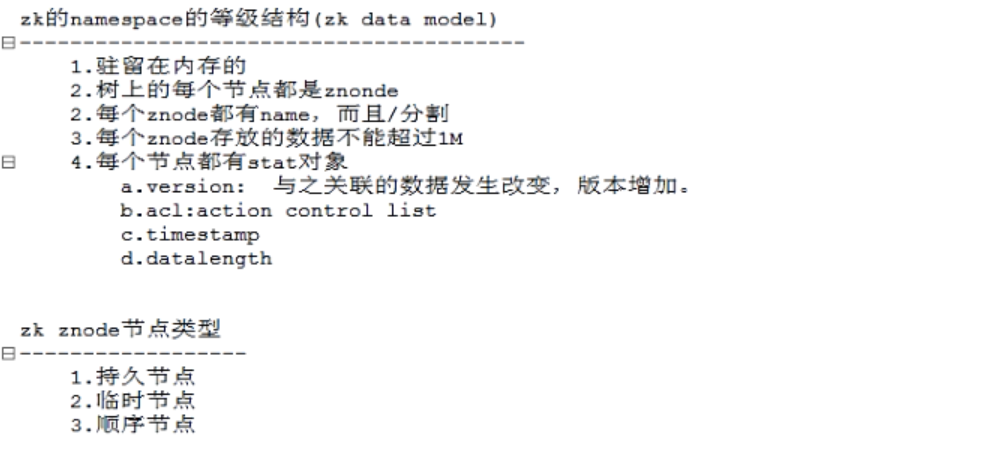 zk的namespace的等级结构(zk data model)
----------------------------------------
1.驻留在内存的
2.树上的每个节点都是znonde
2.每个znode都有name, 而且/分割
3.每个znode存放的数据不能超过1M
4.每个节点都有stat对象
a.version: 与之关联的数据发生改变, 版本增加。
b.acl:action control list
c.timestamp
d.datalength
zk znode节点类型
------------------
1.持久节点
2.临时节点
3.顺序节点